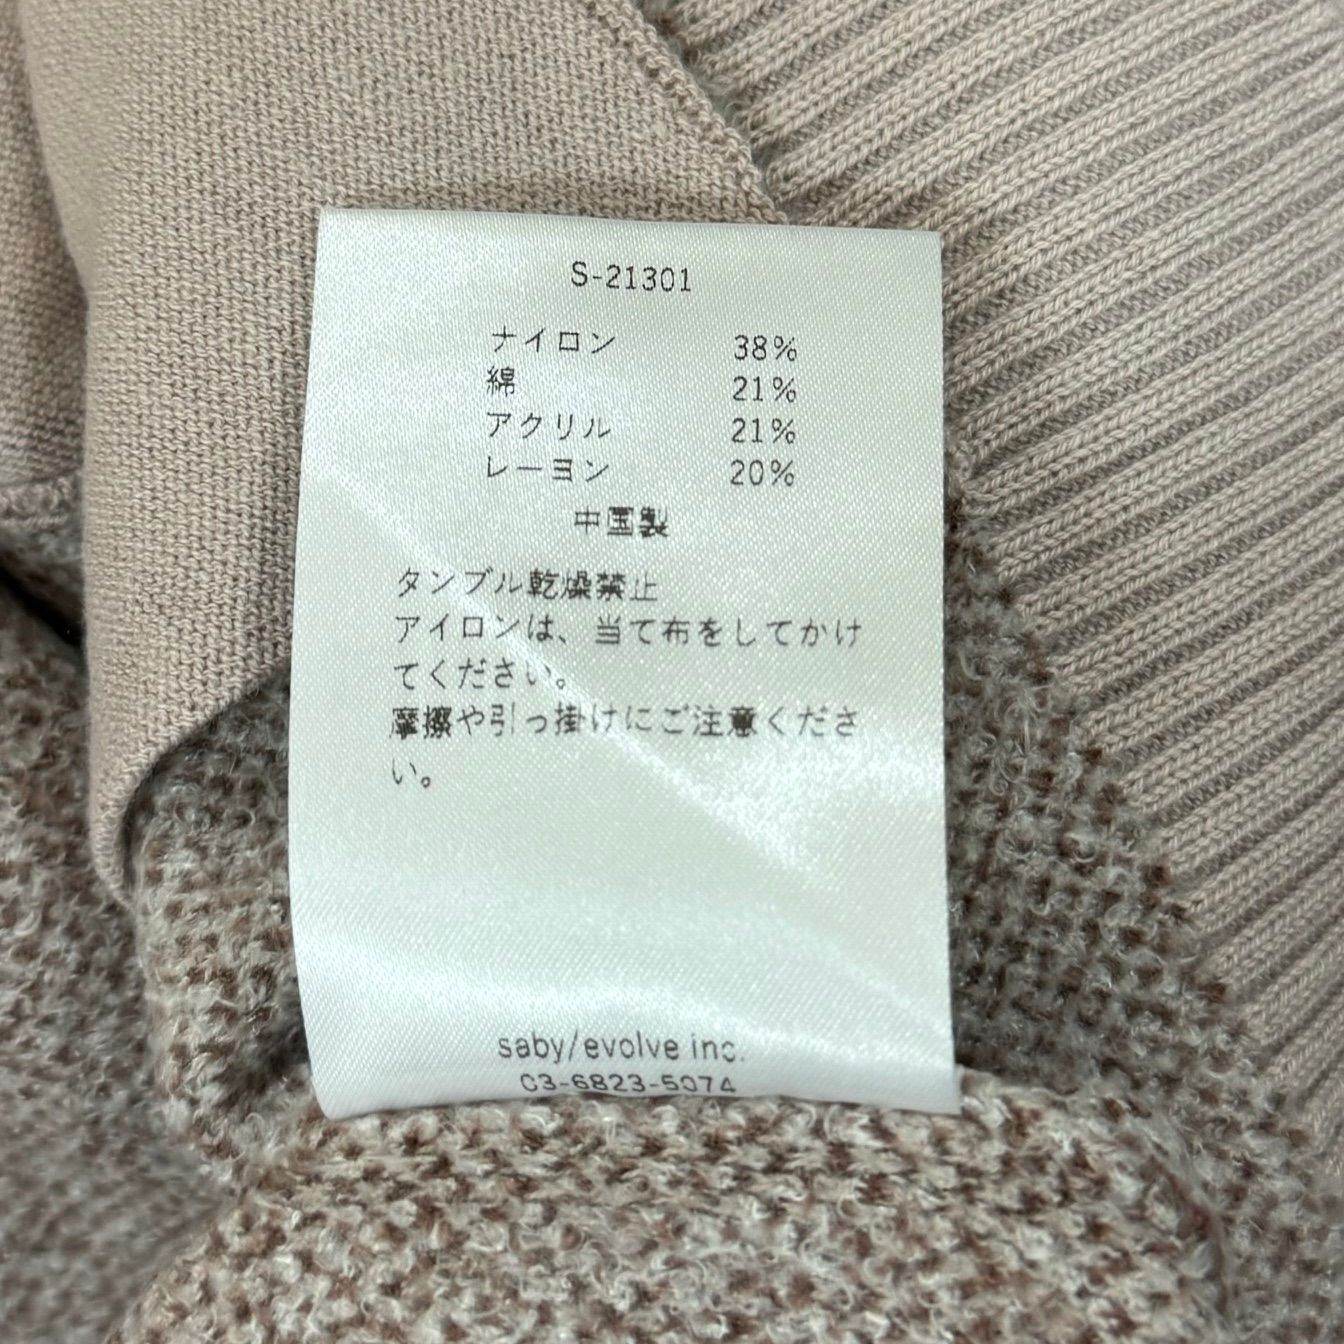 S-21301
ナイロン 38%
綿 21%
アクリル 21%
レーヨン 20%
中国製
タンブル乾燥禁止
アイロンは、当て布をしてかけ
てください。
摩擦や引っ掛けにご注意くださ
い。
saby/evolve inc.
03-6823-5074